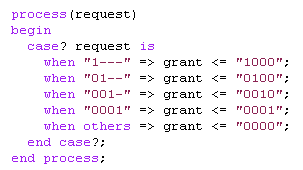 process(request)
begin
  case? request is
    when "1---" => grant <= "1000";
    when "01--" => grant <= "0100";
    when "001-" => grant <= "0010";
    when "0001" => grant <= "0001";
    when others => grant <= "0000";
  end case?;
end process;